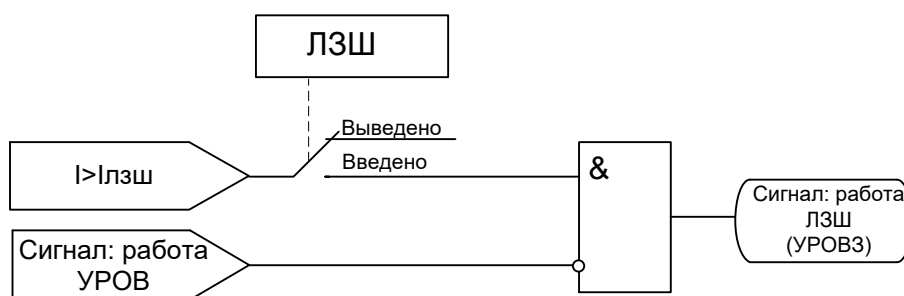 ЛЗШ
Выведено
Введено
I>Iлзш
&
Сигнал: работа
ЛЗШ
(УРОВЗ)
Сигнал: работа
УРОВ